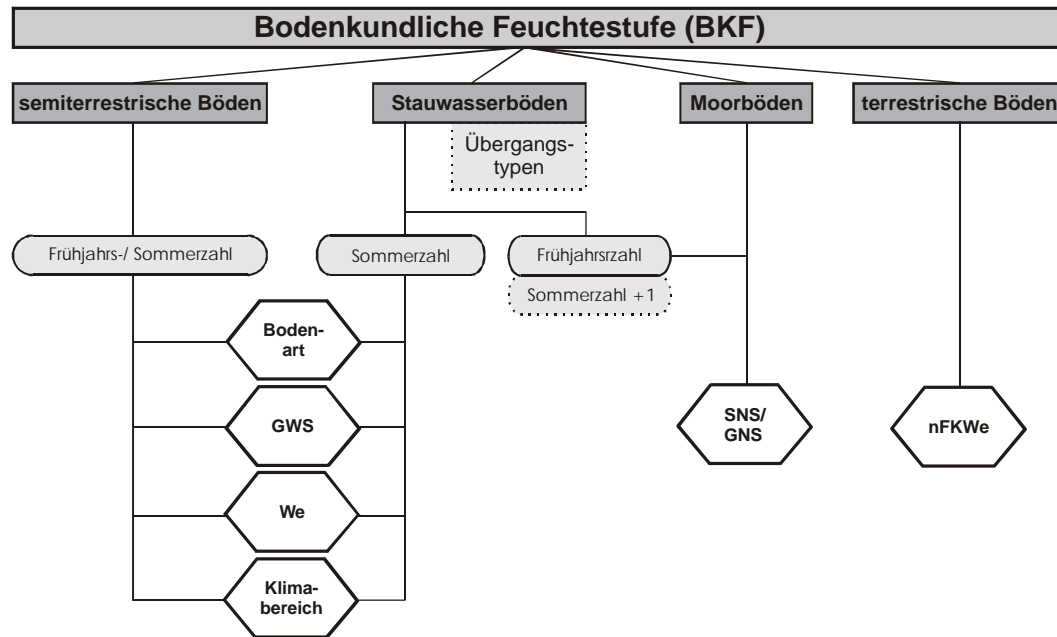 Bodenkundliche Feuchtestufe (BKF)
semiterrestrische Böden
Stauwasserböden
Moorböden
terrestrische Böden
Übergangs-
typen
Frühjahrs-/ Sommerzahl
Sommerzahl
Frühjahrsrzahl
Sommerzahl +1
Boden-
art
GWS
We
Klima-
bereich
SNS/
GNS
nFKWe